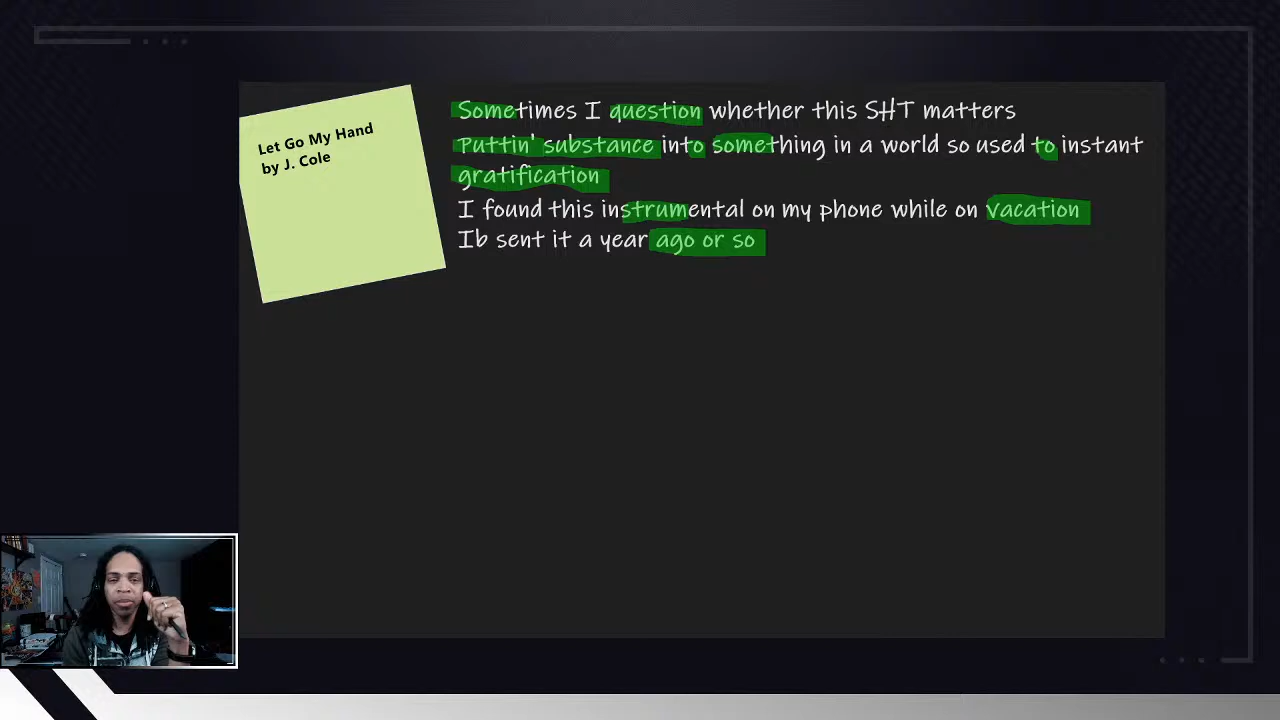 Let Go My Hand
by J. Cole
Sometimes I question whether this SHT matters
Puttin' substance into something in a world so used to instant
gratification
I found this instrumental on my phone while on vacation
Ib sent it a year ago or so